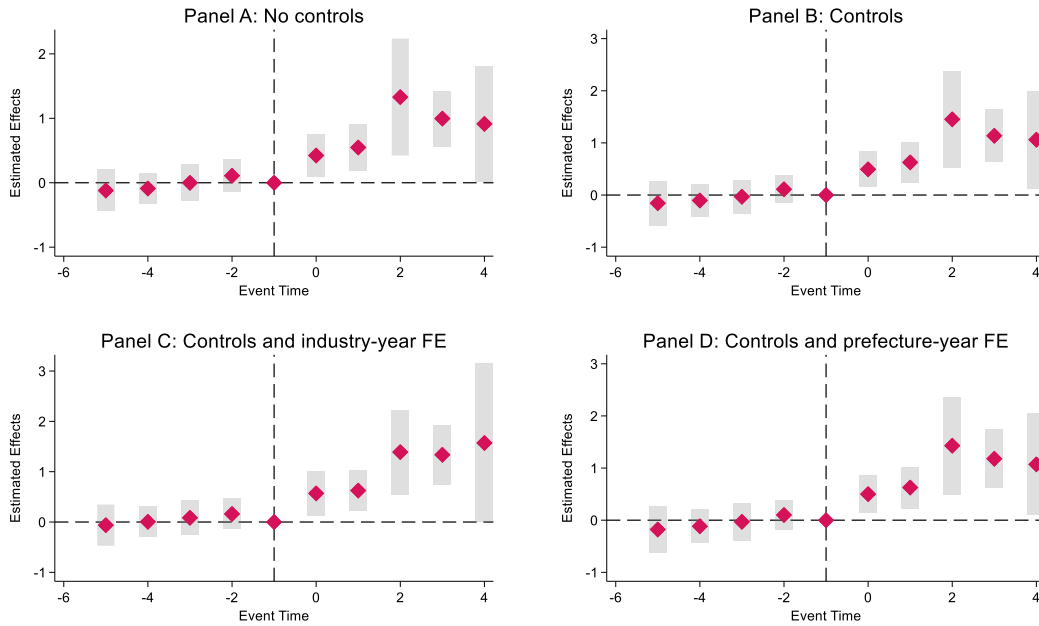 Panel A: No controls
Estimated Effects
2
1
0
-1
-6 -4 -2 0 2 4
Event Time
Panel B: Controls
Estimated Effects
3
2
1
0
-1
-6 -4 -2 0 2 4
Event Time
Panel C: Controls and industry-year FE
Estimated Effects
3
2
1
0
-1
-6 -4 -2 0 2 4
Event Time
Panel D: Controls and prefecture-year FE
Estimated Effects
3
2
1
0
-1
-6 -4 -2 0 2 4
Event Time